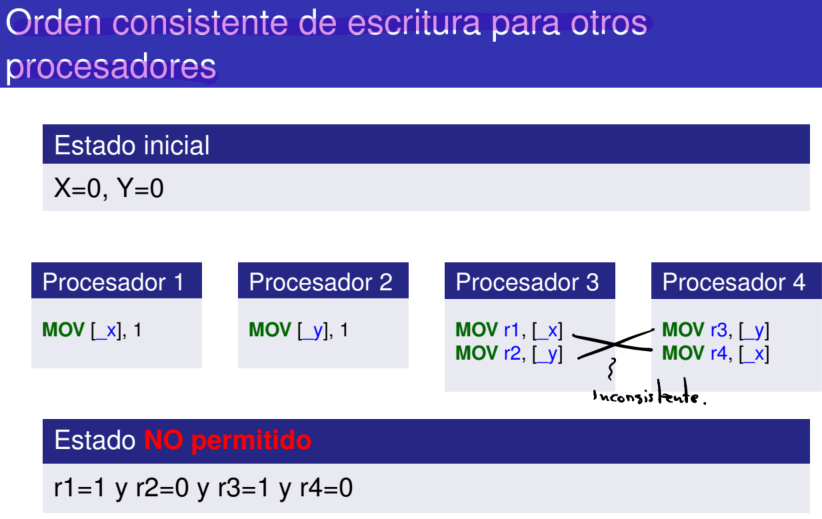 Orden consistente de escritura para otros
procesadores
Estado inicial
X=0, Y=0
Procesador 1
MOV [_x], 1
Procesador 2
MOV [_y], 1
Procesador 3
MOV r1, [_x]
MOV r2, [_y]
Procesador 4
MOV r3, [_y]
MOV r4, [_x]
Inconsistente.
Estado NO permitido
r1=1 y r2=0 y r3=1 y r4=0